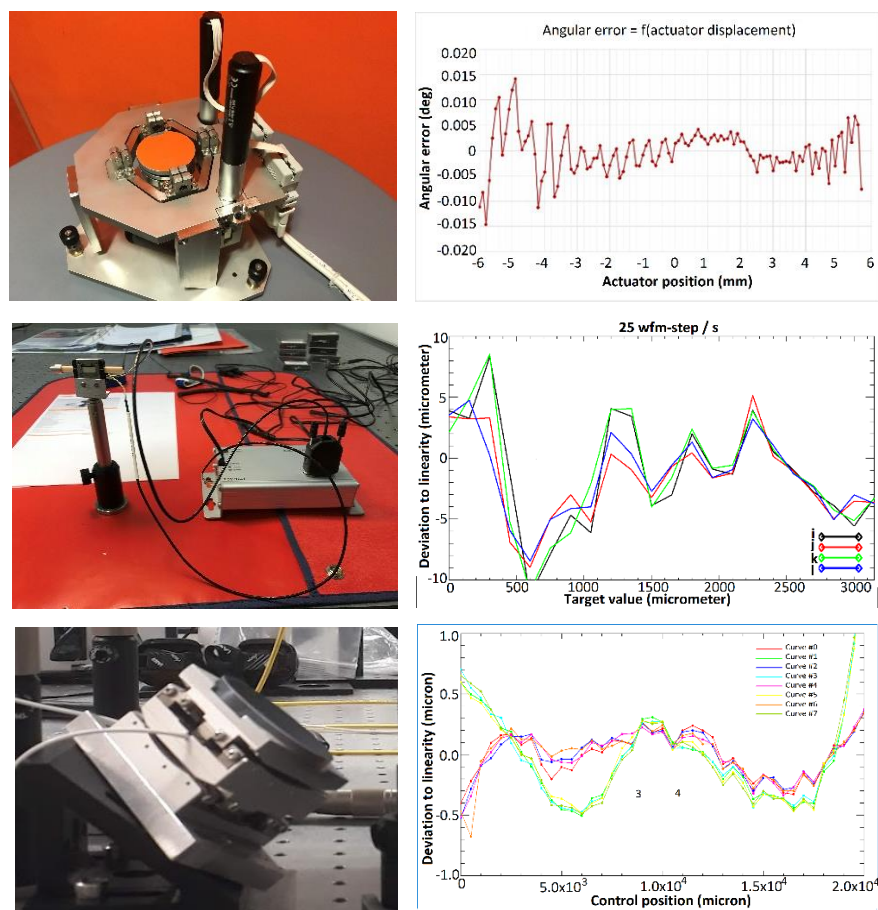 Angular error = f(actuator displacement)
0.020
0.015
0.010
0.005
0
-0.005
-0.010
-0.015
-0.020
Angular error (deg)
-6 -5 -4 -3 -2 -1 0 1 2 3 4 5 6
Actuator position (mm)
25 wfm-step / s
10
5
0
-5
-10
Deviation to linearity (micrometer)
i
j
k
l
0 500 1000 1500 2000 2500 3000
Target value (micrometer)
1.0
0.5
0.0
-0.5
-1.0
Deviation to linearity (micron)
Curve #0
Curve #1
Curve #2
Curve #3
Curve #4
Curve #5
Curve #6
Curve #7
3 4
0 5.0x10³ 1.0x10⁴ 1.5x10⁴ 2.0x10⁴
Control position (micron)